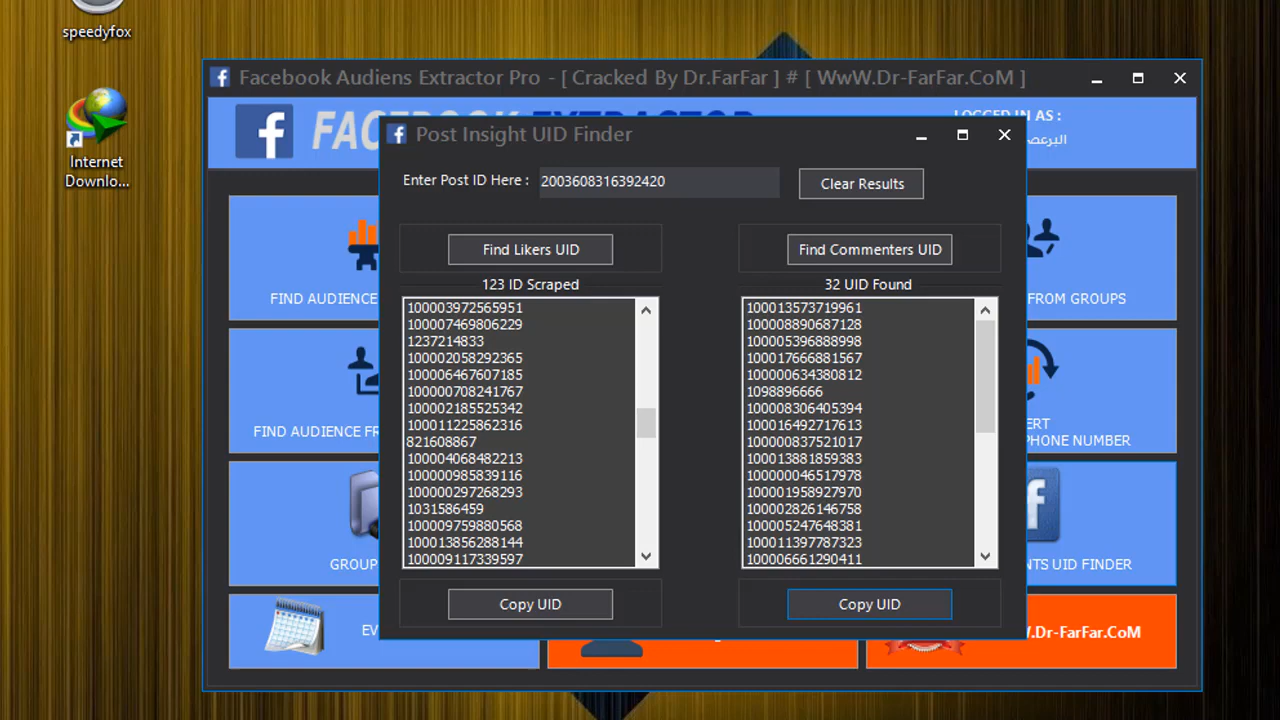 speedyfox
Internet
Downlo...
Facebook Audiens Extractor Pro - [ Cracked By Dr.FarFar ] # [ WwW.Dr-FarFar.CoM ]
LOGGED IN AS :
البرعص
Post Insight UID Finder
Enter Post ID Here :
2003608316392420
Clear Results
Find Likers UID
Find Commenters UID
123 ID Scraped
32 UID Found
100003972565951
100007469806229
1237214833
100002058292365
100006467607185
100000708241767
100002185525342
100011225862316
821608867
100004068482213
100000985839116
100000297268293
1031586459
100009759880568
100013856288144
100009117339597
100013573719961
100008890687128
100005396888998
100017666881567
100000634380812
1098896666
100008306405394
100016492717613
100000837521017
100013881859383
100000046517978
100001958927970
100002826146758
100005247648381
100011397787323
100006661290411
Copy UID
Copy UID
FIND AUDIENCE
FROM GROUPS
FIND AUDIENCE FR
ERT
PHONE NUMBER
GROUP
NTS UID FINDER
EV
W.Dr-FarFar.CoM